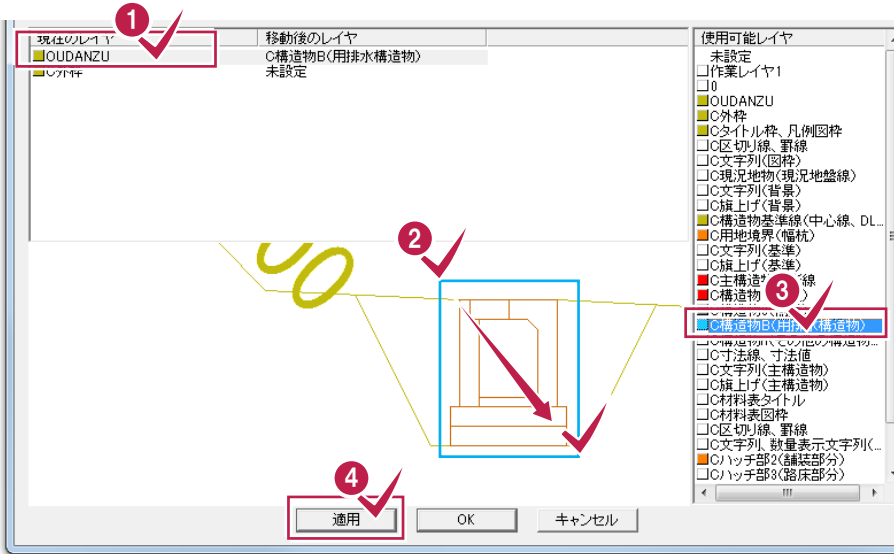 1
現在のレイヤ 移動後のレイヤ
OUDANZU C構造物B(用排水構造物)
C外枠 未設定
使用可能レイヤ
未設定
作業レイヤ1
0
OUDANZU
C外枠
Cタイトル枠、凡例図枠
C区切り線、罫線
C文字列(図枠)
C現況地物(現況地盤線)
C文字列(背景)
C旗上げ(背景)
C構造物基準線(中心線、DL...
C用地境界(幅杭)
C文字列(基準)
C旗上げ(基準)
C主構造 線
C構造物 )
C構造物B(用排水構造物)
C寸法線、寸法値
C文字列(主構造物)
C旗上げ(主構造物)
C材料表タイトル
C材料表図枠
C区切り線、罫線
C文字列、数量表示文字列(...
Cハッチ部2(舗装部分)
Cハッチ部3(路床部分)
2
00
3
4
適用 OK キャンセル